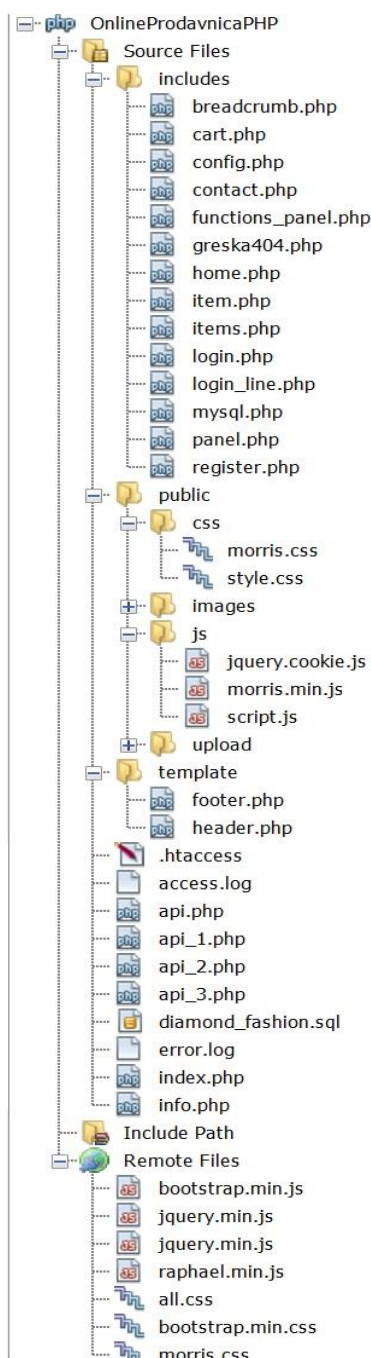 OnlineProdavnicaPHP
Source Files
includes
breadcrumb.php
cart.php
config.php
contact.php
functions_panel.php
greska404.php
home.php
item.php
items.php
login.php
login_line.php
mysql.php
panel.php
register.php
public
css
morris.css
style.css
images
js
jquery.cookie.js
morris.min.js
script.js
upload
template
footer.php
header.php
.htaccess
access.log
api.php
api_1.php
api_2.php
api_3.php
diamond_fashion.sql
error.log
index.php
info.php
Include Path
Remote Files
bootstrap.min.js
jquery.min.js
jquery.min.js
raphael.min.js
all.css
bootstrap.min.css
morris.css